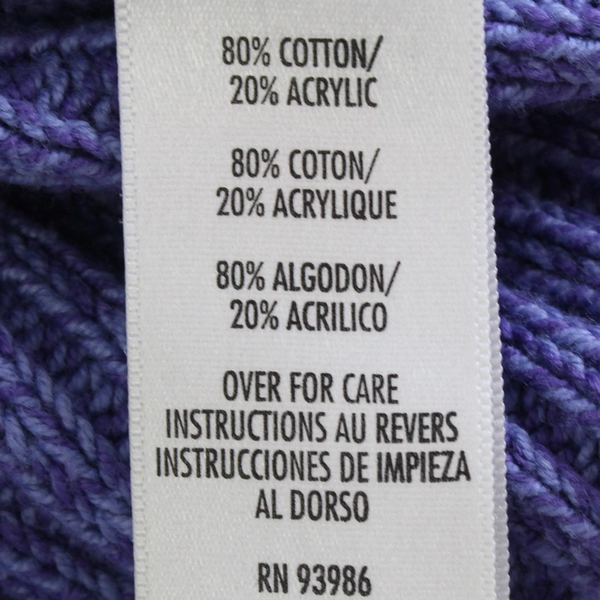 80% COTTON/
20% ACRYLIC
80% COTON/
20% ACRYLIQUE
80% ALGODON/
20% ACRILICO
OVER FOR CARE
INSTRUCTIONS AU REVERS
INSTRUCCIONES DE IMPIEZA
AL DORSO
RN 93986